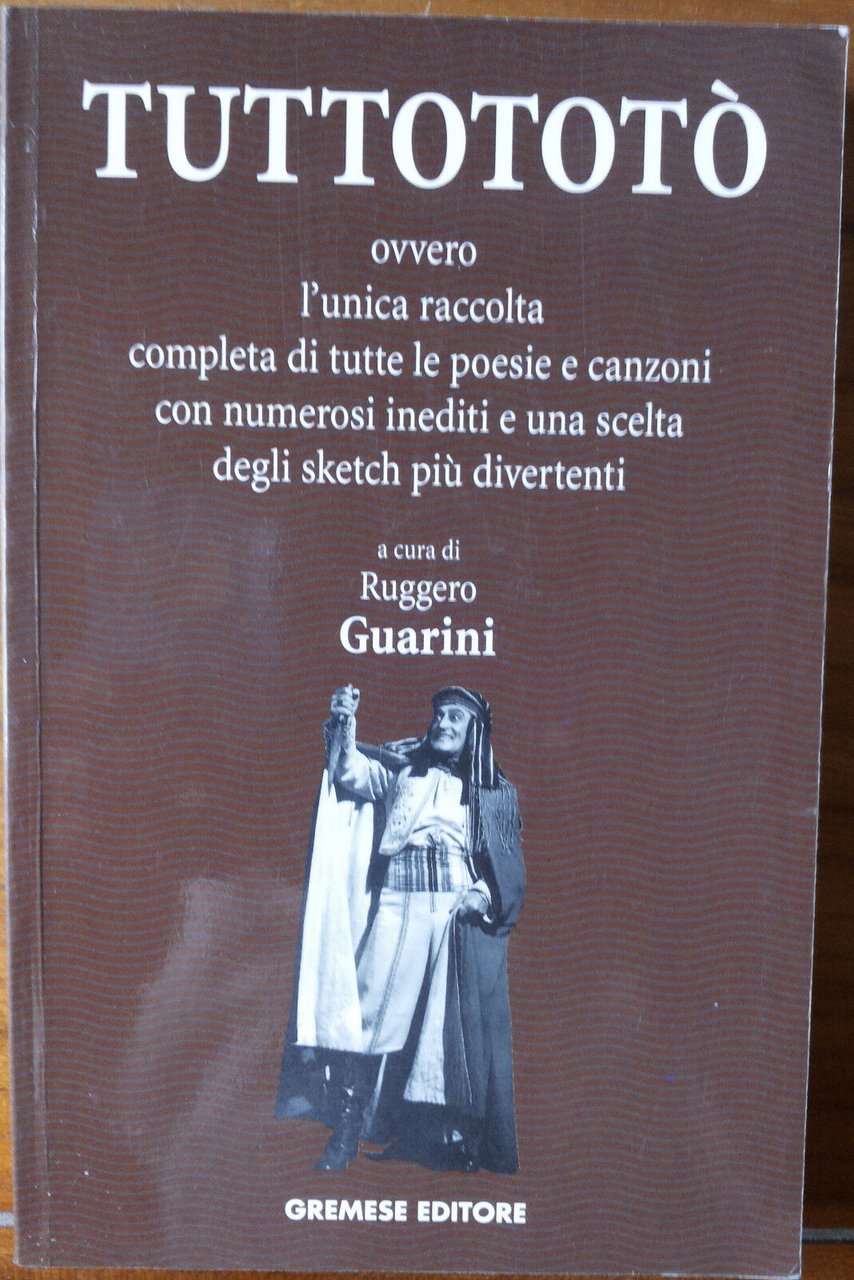 TUTTOTOTÒ
ovvero
l'unica raccolta
completa di tutte le poesie e canzoni
con numerosi inediti e una scelta
degli sketch più divertenti
a cura di
Ruggero
Guarini
GREMESE EDITORE